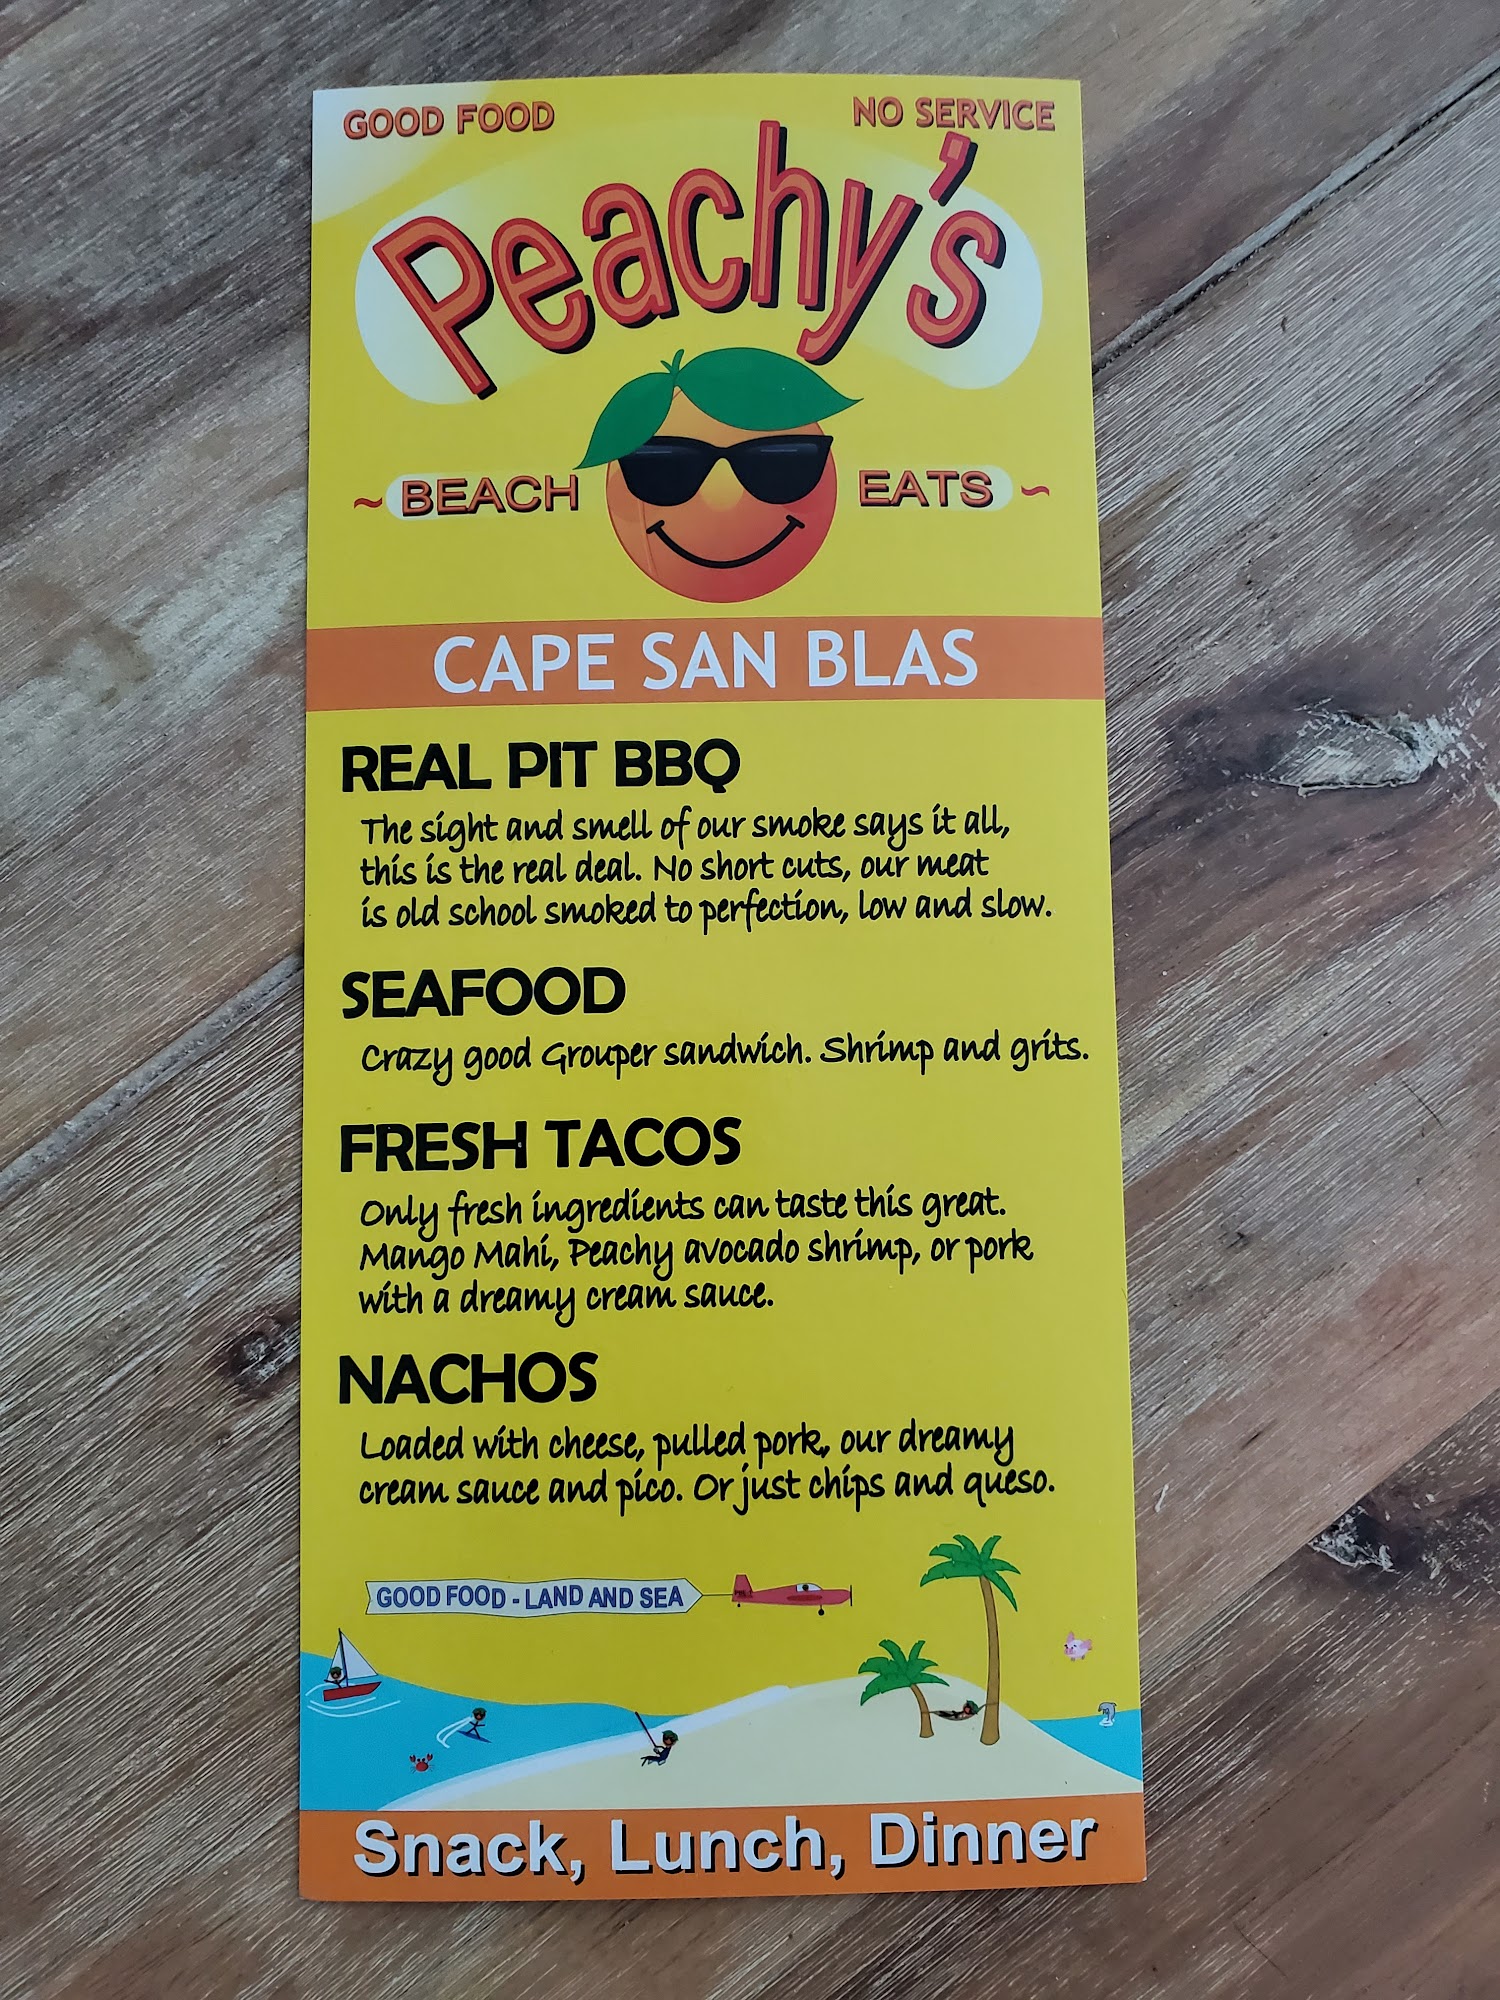 GOOD FOOD NO SERVICE
Peachy's
~ BEACH EATS ~
CAPE SAN BLAS
REAL PIT BBQ
The sight and smell of our smoke says it all,
this is the real deal. No short cuts, our meat
is old school smoked to perfection, low and slow.
SEAFOOD
Crazy good Grouper sandwich. Shrimp and grits.
FRESH TACOS
Only fresh ingredients can taste this great.
Mango Mahi, Peachy avocado shrimp, or pork
with a dreamy cream sauce.
NACHOS
Loaded with cheese, pulled pork, our dreamy
cream sauce and pico. Or just chips and queso.
GOOD FOOD - LAND AND SEA
Snack, Lunch, Dinner